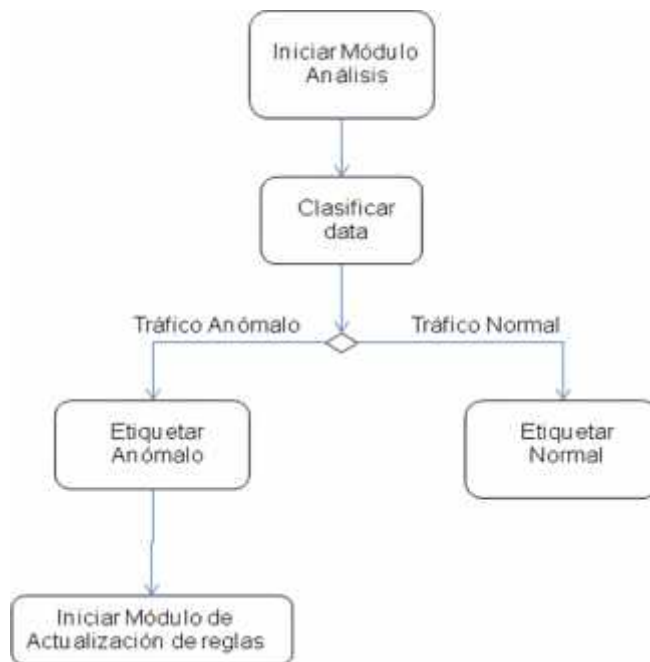 Iniciar Módulo
Análisis
Clasificar
data
Tráfico Anómalo
Tráfico Normal
Etiquetar
Anómalo
Etiquetar
Normal
Iniciar Módulo de
Actualización de reglas